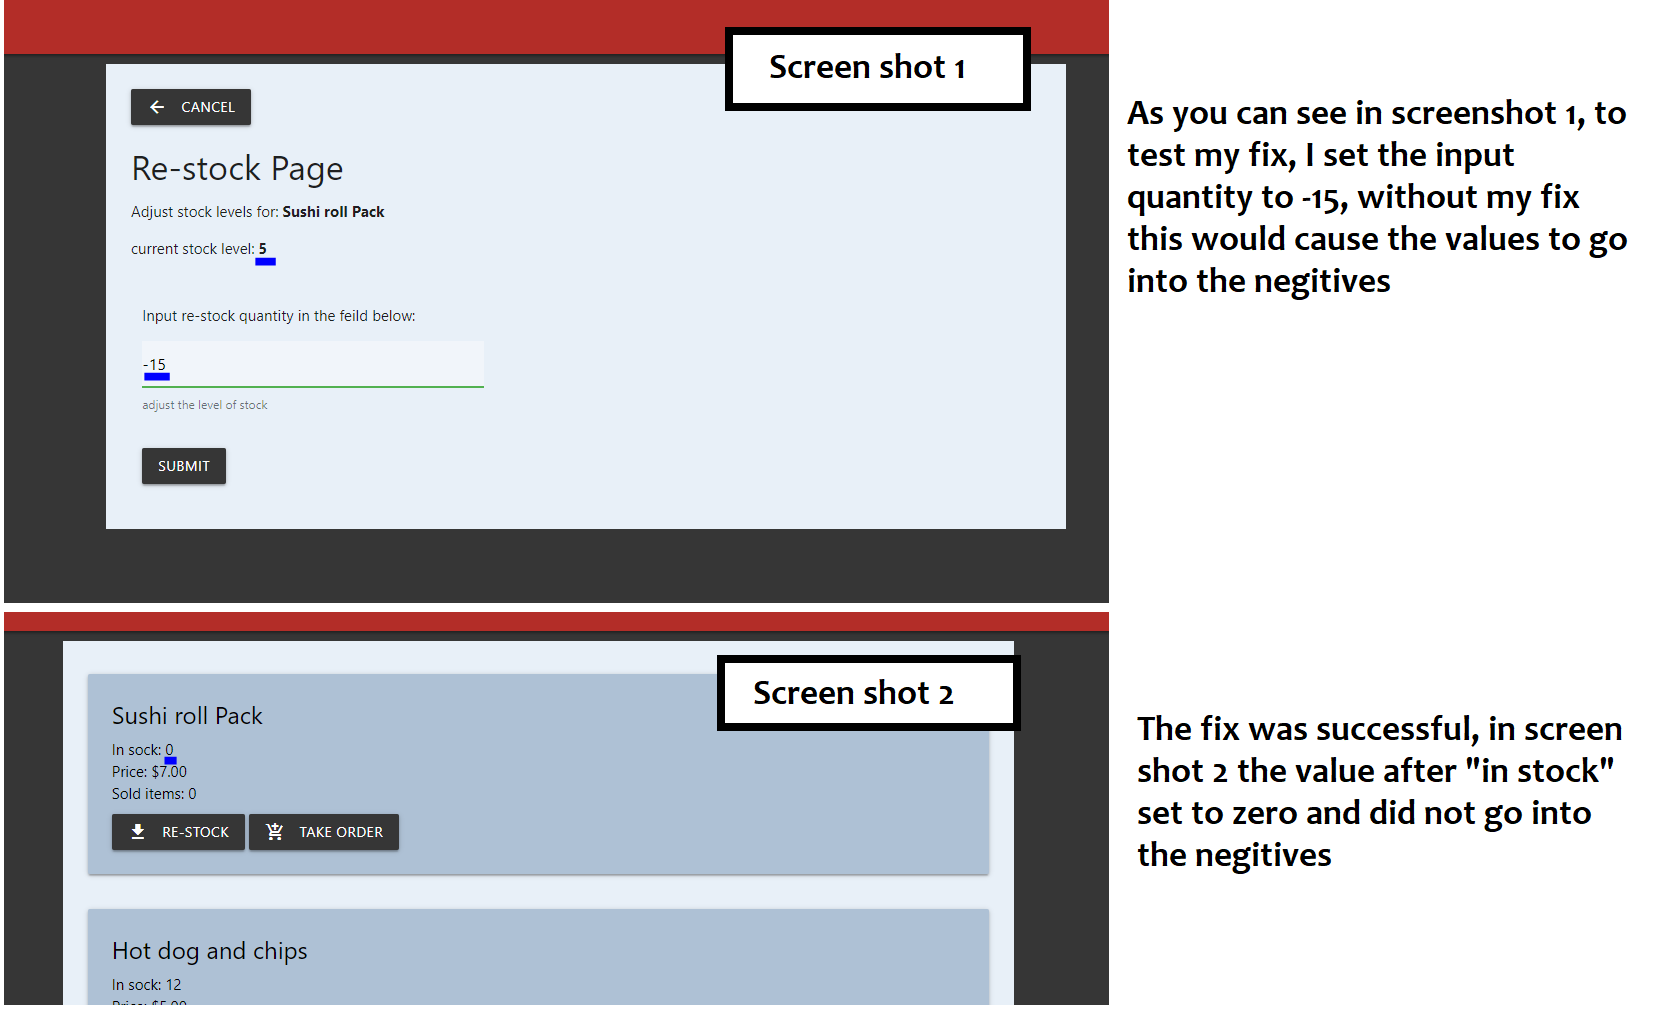 Screen shot 1
CANCEL
Re-stock Page
Adjust stock levels for: Sushi roll Pack
current stock level: 5
Input re-stock quantity in the feild below:
-15
adjust the level of stock
SUBMIT
As you can see in screenshot 1, to
test my fix, I set the input
quantity to -15, without my fix
this would cause the values to go
into the negitives
Screen shot 2
Sushi roll Pack
In sock: 0
Price: $7.00
Sold items: 0
RE-STOCK
TAKE ORDER
Hot dog and chips
In sock: 12
Price: $5.00
The fix was successful, in screen
shot 2 the value after "in stock"
set to zero and did not go into
the negitives